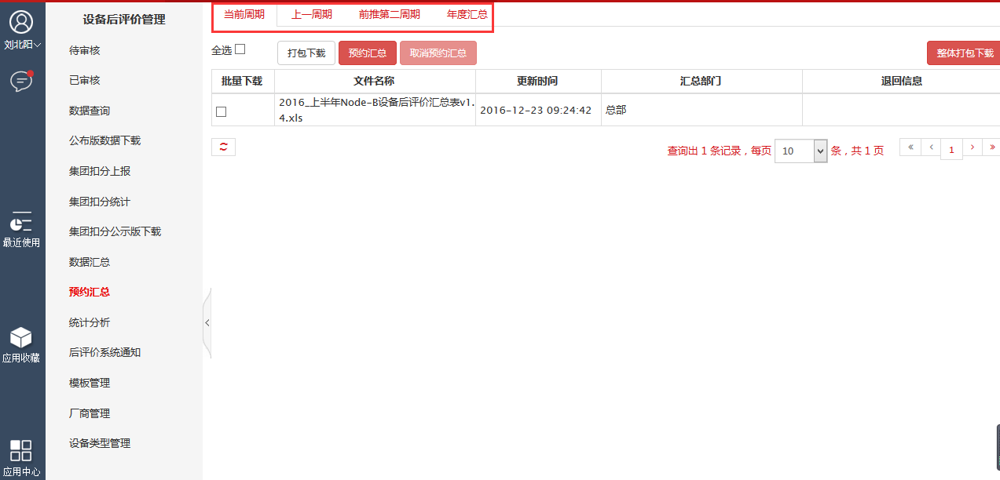 刘北阳
最近使用
应用收藏
应用中心
设备后评价管理
待审核
已审核
数据查询
公布版数据下载
集团扣分上报
集团扣分统计
集团扣分公示版下载
数据汇总
预约汇总
统计分析
后评价系统通知
模板管理
厂商管理
设备类型管理
当前周期 上一周期 前推第二周期 年度汇总
全选 打包下载 预约汇总 取消预约汇总 整体打包下载
批量下载 文件名称 更新时间 汇总部门 退回信息
2016_上半年Node-B设备后评价汇总表v1.
4.xls
2016-12-23 09:24:42 总部
查询出 1 条记录，每页 10 条，共 1 页 « ‹ 1 › »